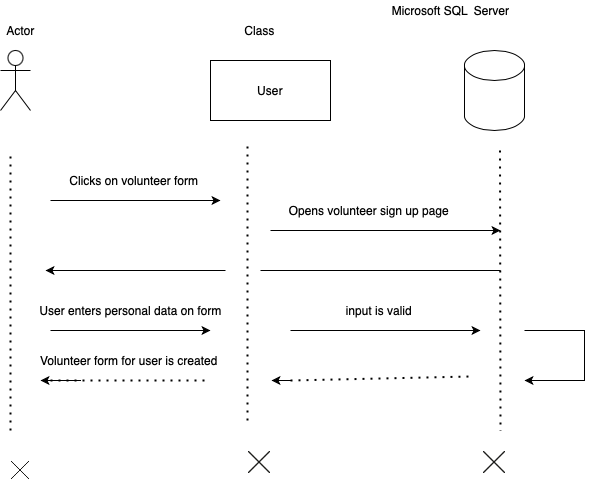 Microsoft SQL Server
Actor
Class
User
Clicks on volunteer form
Opens volunteer sign up page
User enters personal data on form
input is valid
Volunteer form for user is created